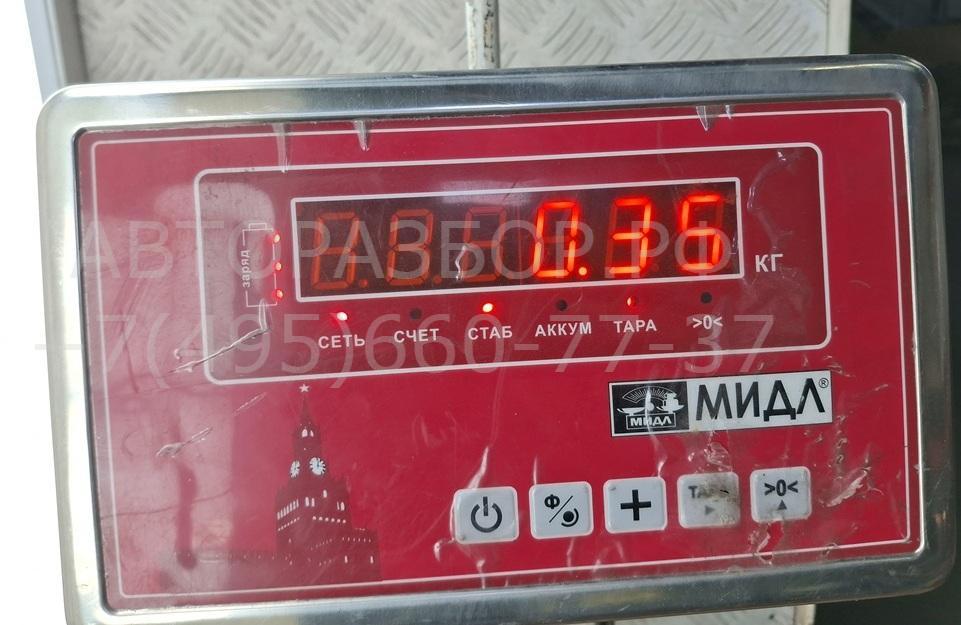 заряд
0.36
КГ
СЕТЬ СЧЕТ СТАБ АККУМ ТАРА >0<
АВТОРАЗБОР.РФ
+7(495)660-77-37
МИДЛ МИДЛ®
Ф >0<